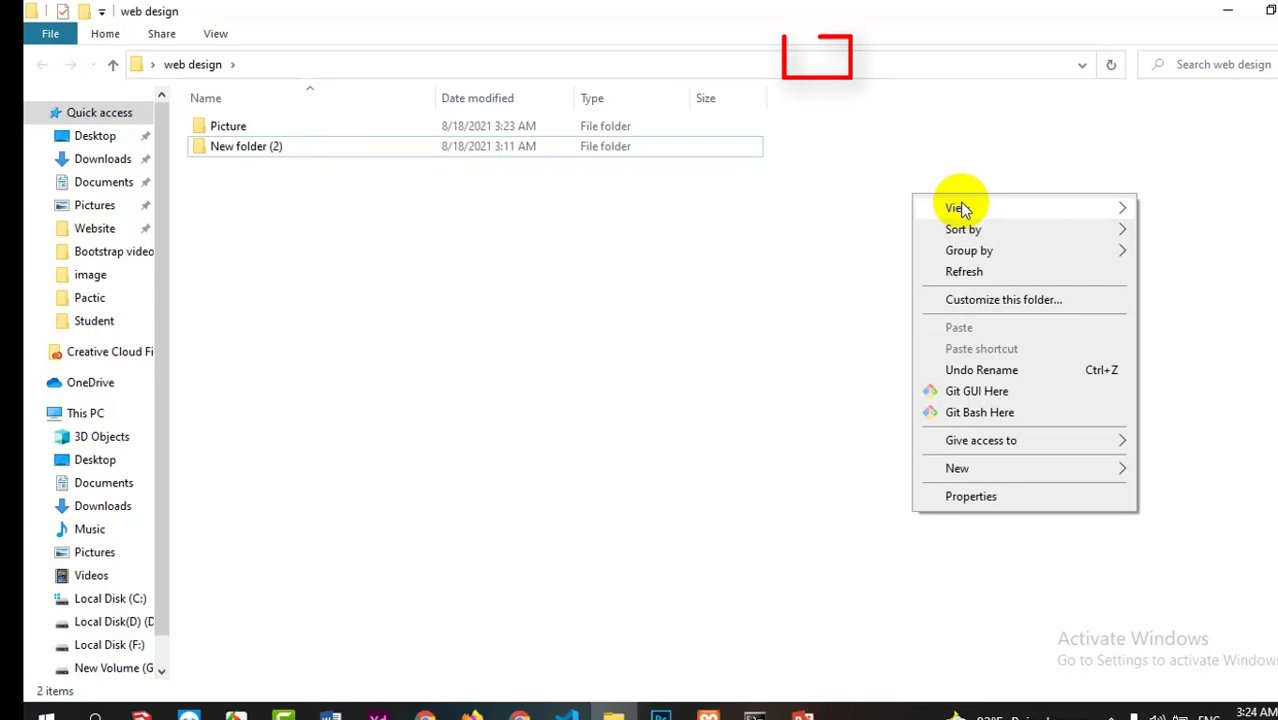 web design
File Home Share View
web design
Search web design
Name Date modified Type Size
Picture 8/18/2021 3:23 AM File folder
New folder (2) 8/18/2021 3:11 AM File folder
Quick access
Desktop
Downloads
Documents
Pictures
Website
Bootstrap video
image
Pactic
Student
Creative Cloud Fi
OneDrive
This PC
3D Objects
Desktop
Documents
Downloads
Music
Pictures
Videos
Local Disk (C:)
Local Disk(D) (D
Local Disk (F:)
New Volume (G
View
Sort by
Group by
Refresh
Customize this folder...
Paste
Paste shortcut
Undo Rename Ctrl+Z
Git GUI Here
Git Bash Here
Give access to
New
Properties
Activate Windows
Go to Settings to activate Windows
2 items
ENG
3:24 AM